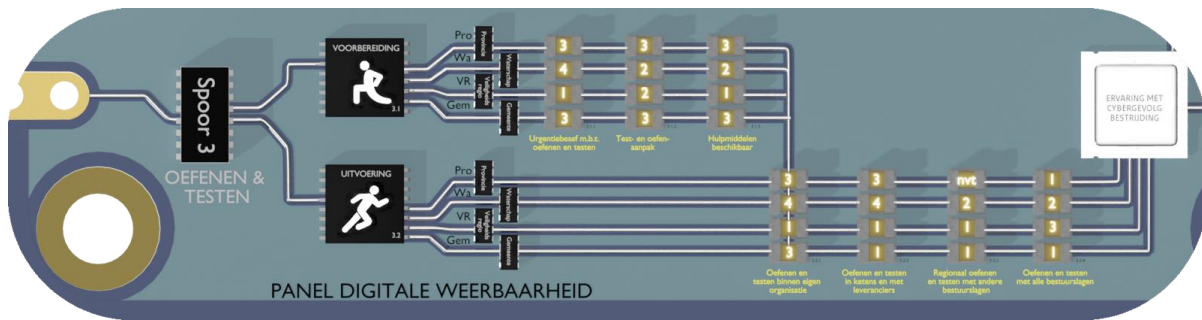 Spoor 3
OEFENEN &
TESTEN
VOORBEREIDING
3.1
Pro
Wa
VR
Gem
Provincie
Waterschap
Veiligheids
regio
Gemeente
3 3 3
4 2 2
1 2 1
3 3 3
Urgentiebesef m.b.t.
oefenen en testen
Test- en oefen-
aanpak
Hulpmiddelen
beschikbaar
UITVOERING
3.2
Pro
Wa
VR
Gem
Provincie
Waterschap
Veiligheids
regio
Gemeente
3 3 nvt 1
4 4 2 2
1 1 1 3
3 1 1 1
Oefenen en
testen binnen eigen
organisatie
Oefenen en testen
in ketens en met
leveranciers
Regionaal oefenen
en testen met andere
bestuurslagen
Oefenen en testen
met alle bestuurslagen
ERVARING MET
CYBERGEVOLG
BESTRIJDING
PANEL DIGITALE WEERBAARHEID